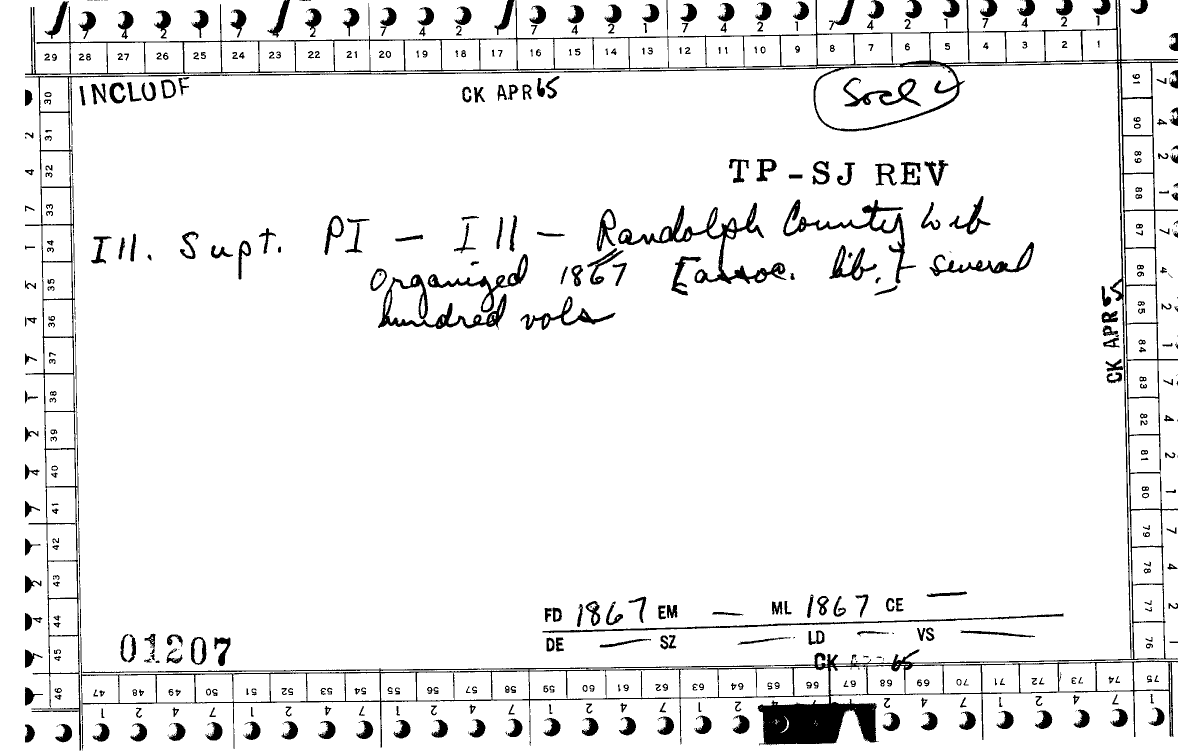 7 4 2 1 7 4 2 1 7 4 2 1 7 4 2 1 7 4 2 1 7 4 2 1 7 4 2 1
29 28 27 26 25 24 23 22 21 20 19 18 17 16 15 14 13 12 11 10 9 8 7 6 5 4 3 2 1
INCLUDE CK APR 65
TP-SJ REV
Ill. Supt. PI - Ill - Randolph County Lib
Organized 1867 [assoc. lib.] - several
hundred vols
CK APR 65
FD 1867 EM — ML 1867 CE —
DE — SZ — LD — VS —
01207
CK APR 65
30 31 32 33 34 35 36 37 38 39 40 41 42 43 44 45 46
91 90 89 88 87 86 85 84 83 82 81 80 79 78 77 76
47 48 49 50 51 52 53 54 55 56 57 58 59 60 61 62 63 64 65 66 67 68 69 70 71 72 73 74 75